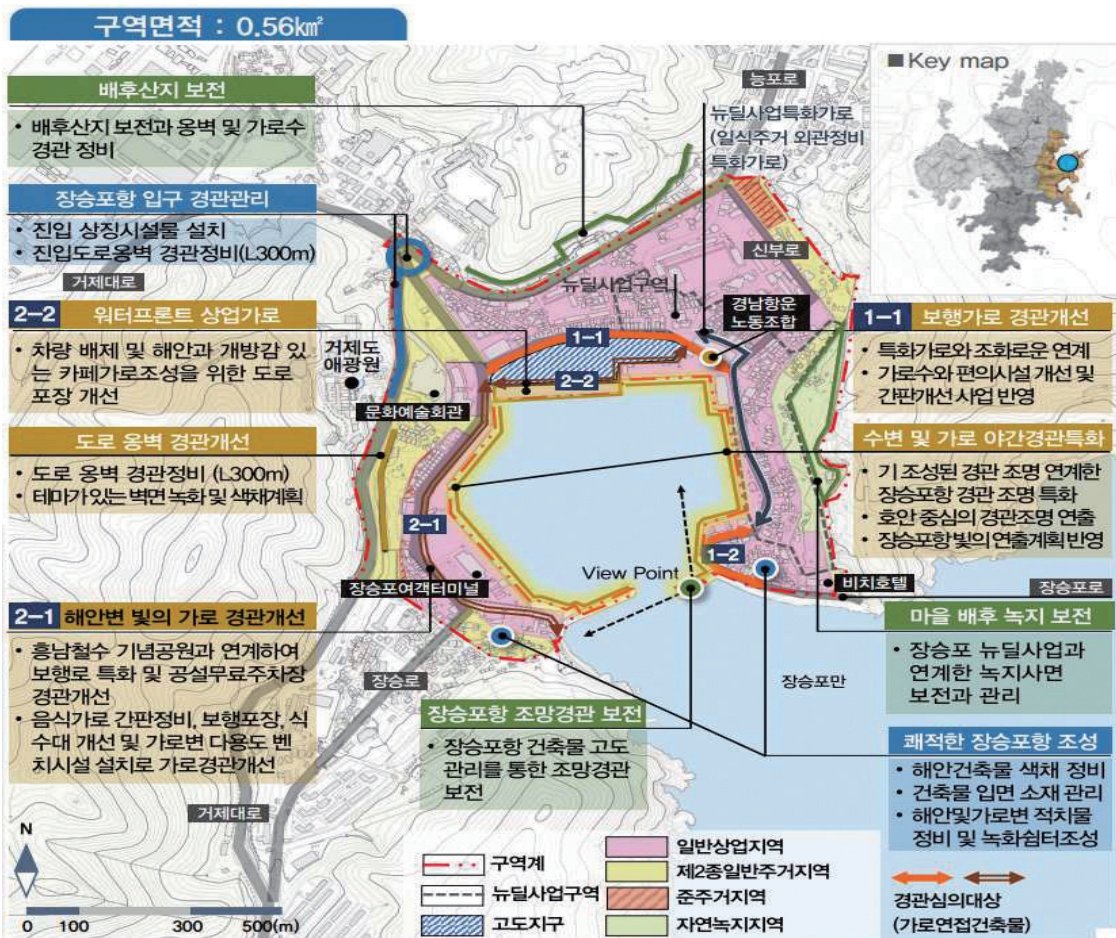 구역면적 : 0.56㎢
■ Key map
능포로
배후산지 보전
• 배후산지 보전과 옹벽 및 가로수
경관 정비
뉴딜사업특화가로
(일식주거 외관정비
특화가로)
장승포항 입구 경관관리
• 진입 상징시설물 설치
• 진입도로옹벽 경관정비(L300m)
신부로
거제대로
뉴딜사업구역
경남항운
노동조합
2-2 워터프론트 상업가로
• 차량 배제 및 해안과 개방감 있
는 카페가로조성을 위한 도로
포장 개선
거제도
애광원
1-1
2-2
문화예술회관
1-1 보행가로 경관개선
• 특화가로와 조화로운 연계
• 가로수와 편의시설 개선 및
간판개선 사업 반영
도로 옹벽 경관개선
• 도로 옹벽 경관정비 (L300m)
• 테마가 있는 벽면 녹화 및 색채계획
수변 및 가로 야간경관특화
• 기 조성된 경관 조명 연계한
장승포항 경관 조명 특화
• 호안 중심의 경관조명 연출
• 장승포항 빛의 연출계획 반영
2-1
1-2
View Point
장승포여객터미널
비치호텔
장승포로
2-1 해안변 빛의 가로 경관개선
• 흥남철수 기념공원과 연계하여
보행로 특화 및 공설무료주차장
경관개선
• 음식가로 간판정비, 보행포장, 식
수대 개선 및 가로변 다용도 벤
치시설 설치로 가로경관개선
마을 배후 녹지 보전
• 장승포 뉴딜사업과
연계한 녹지사면
보전과 관리
장승로
장승포만
장승포항 조망경관 보전
• 장승포항 건축물 고도
관리를 통한 조망경관
보전
쾌적한 장승포항 조성
• 해안건축물 색채 정비
• 건축물 입면 소재 관리
• 해안및가로변 적치물
정비 및 녹화쉼터조성
거제대로
N
0 100 300 500(m)
구역계
뉴딜사업구역
고도지구
일반상업지역
제2종일반주거지역
준주거지역
자연녹지지역
경관심의대상
(가로연접건축물)